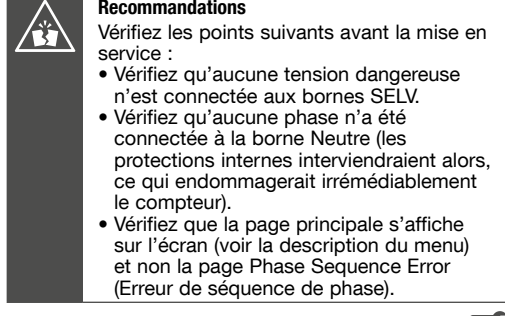 Recommandations
Vérifiez les points suivants avant la mise en
service :
• Vérifiez qu'aucune tension dangereuse
n'est connectée aux bornes SELV.
• Vérifiez qu'aucune phase n'a été
connectée à la borne Neutre (les
protections internes interviendraient alors,
ce qui endommagerait irrémédiablement
le compteur).
• Vérifiez que la page principale s'affiche
sur l'écran (voir la description du menu)
et non la page Phase Sequence Error
(Erreur de séquence de phase).